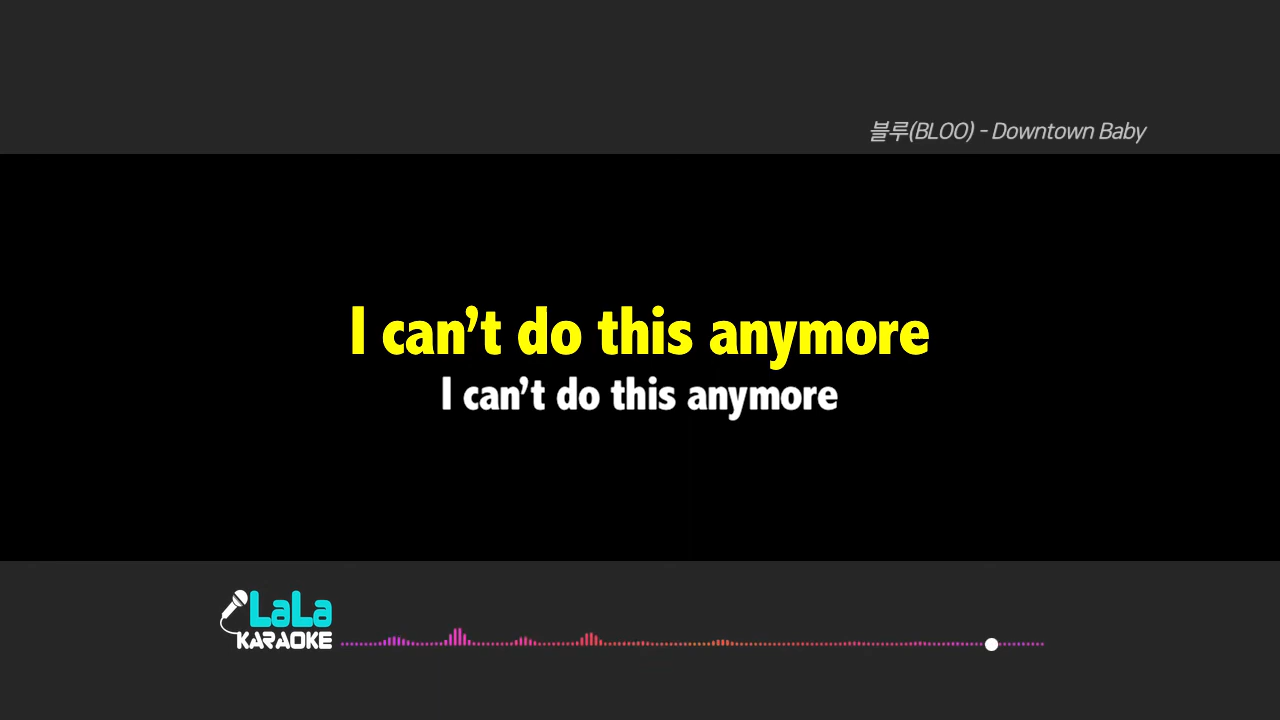 블루(BLOO) - Downtown Baby
I can’t do this anymore
I can’t do this anymore
LaLa
KARAOKE